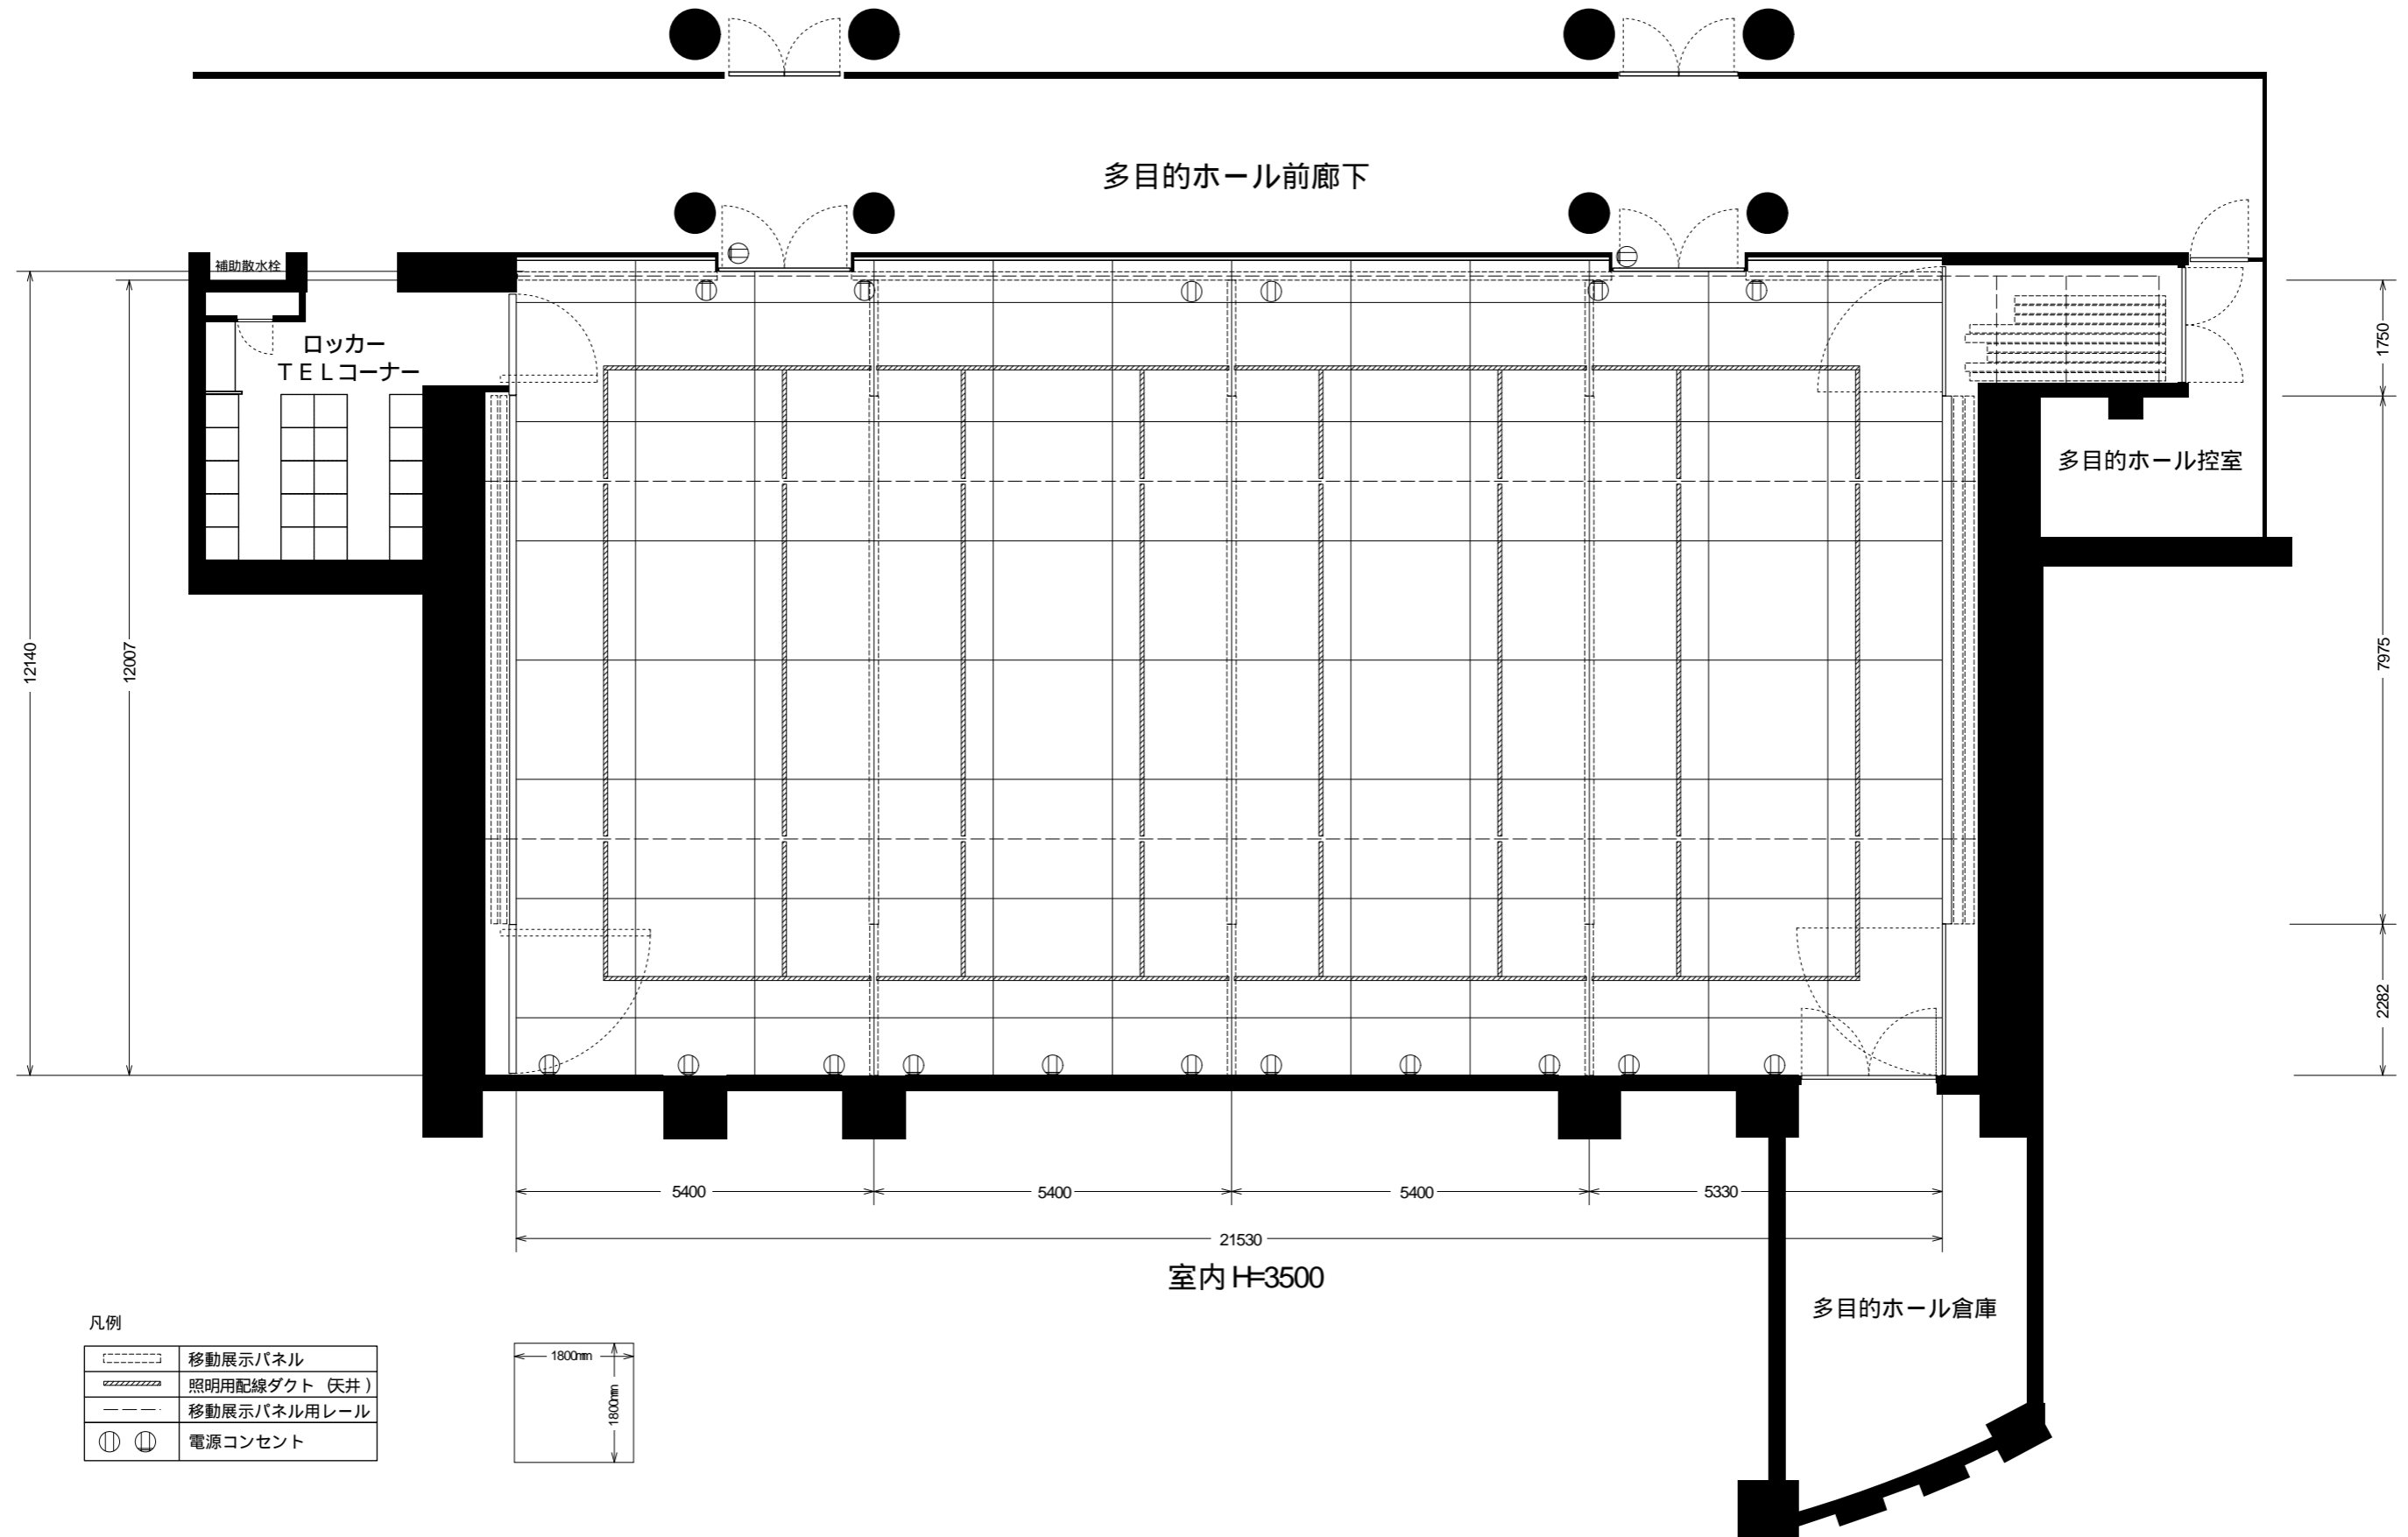 多目的ホール前廊下
補助散水栓
ロッカー
ＴＥＬコーナー
多目的ホール控室
12140
12007
1750
7975
2282
5400
5400
5400
5330
21530
室内 H=3500
多目的ホール倉庫
凡例
移動展示パネル
照明用配線ダクト（天井）
移動展示パネル用レール
電源コンセント
1800mm
1800mm